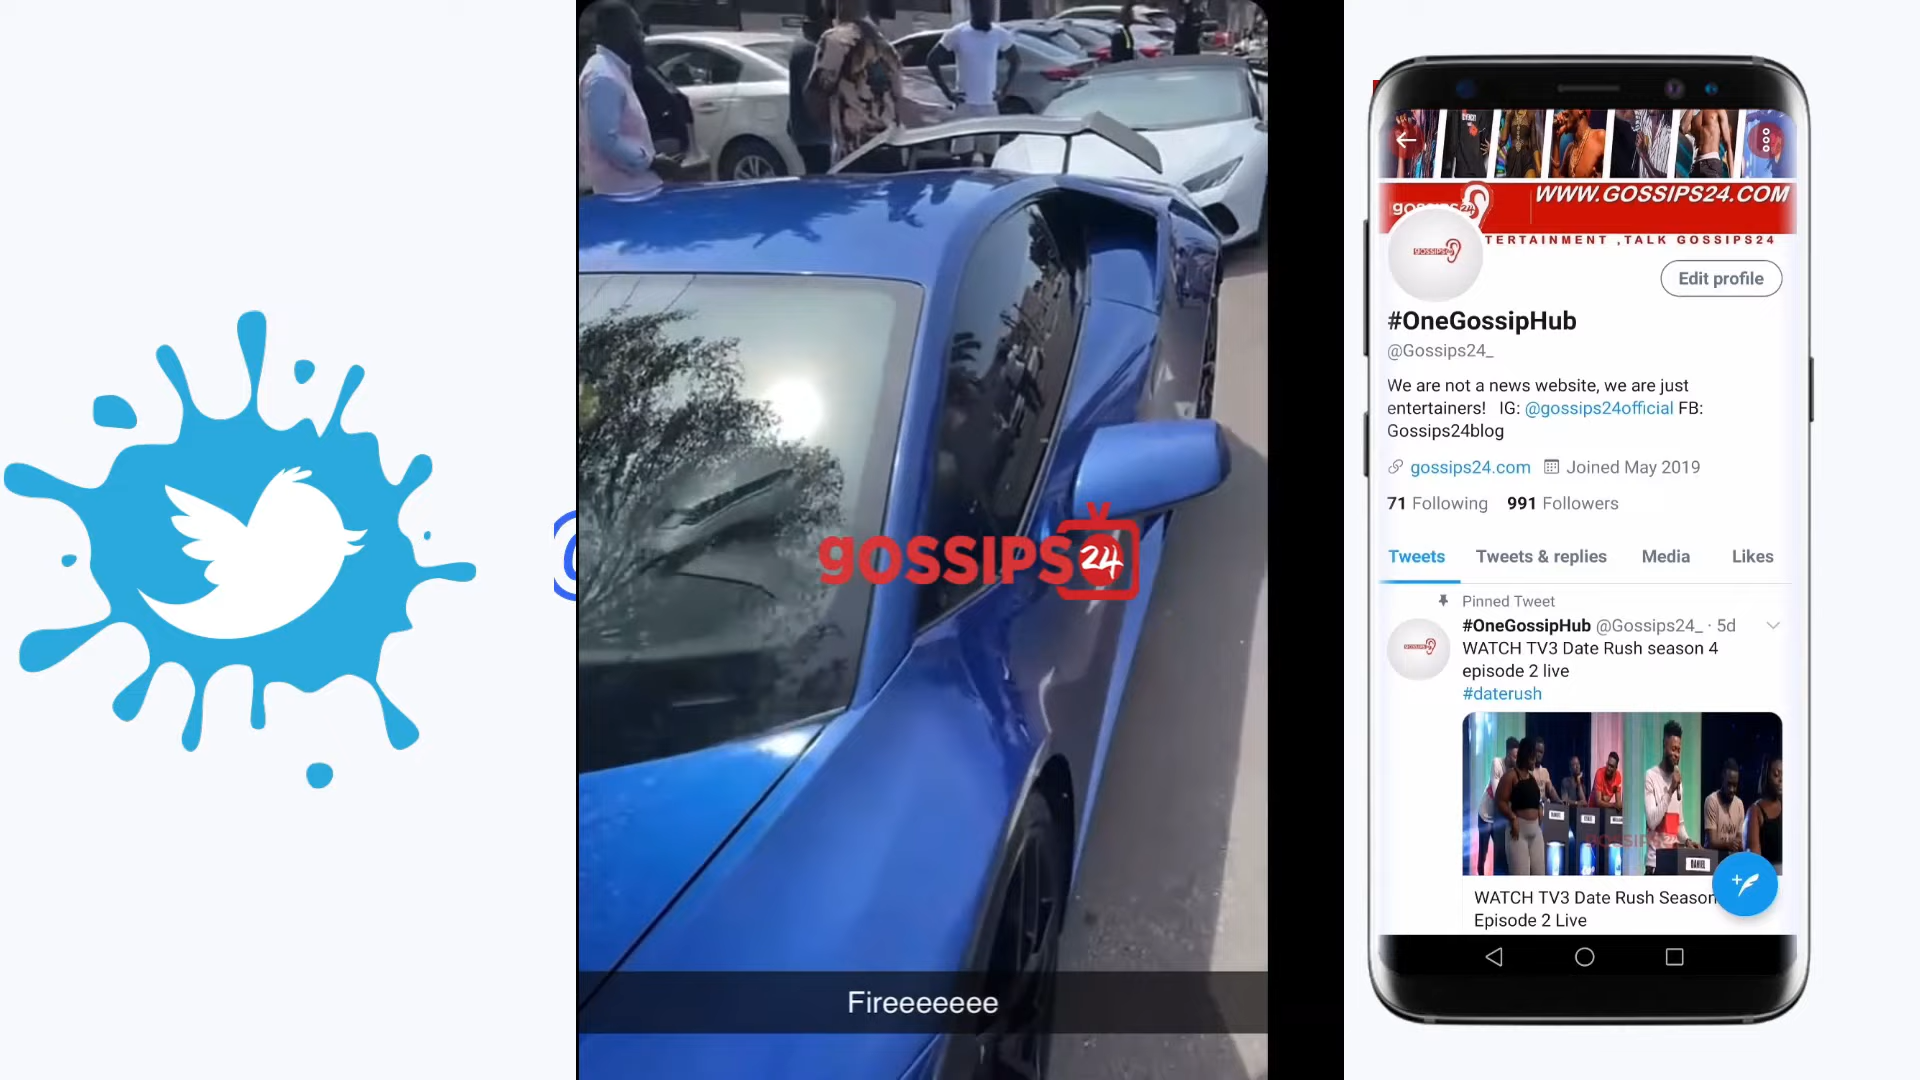 @
gossips24
Fireeeeeee
WWW.GOSSIPS24.COM
gossips24
TERTAINMENT ,TALK GOSSIPS24
GOSSIPS
Edit profile
#OneGossipHub
@Gossips24_
We are not a news website, we are just
entertainers! IG: @gossips24official FB:
Gossips24blog
gossips24.com Joined May 2019
71 Following 991 Followers
Tweets Tweets & replies Media Likes
Pinned Tweet
#OneGossipHub @Gossips24_ · 5d
WATCH TV3 Date Rush season 4
episode 2 live
#daterush
DANIEL
WATCH TV3 Date Rush Season
Episode 2 Live